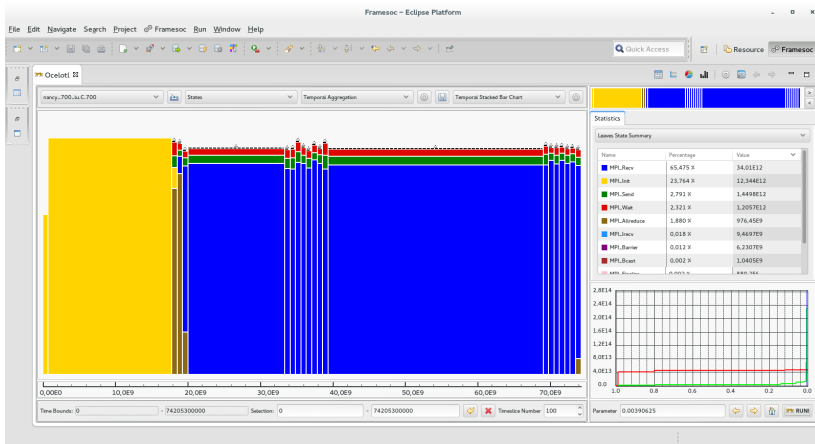 Framesoc – Eclipse Platform
File Edit Navigate Search Project Framesoc Run Window Help
Quick Access
Resource
Framesoc
Ocelotl
nancy_700..lu.C.700
States
Temporal Aggregation
Temporal Stacked Bar Chart
Statistics
Leaves State Summary
Name Percentage Value
MPI_Recv 65,475 % 34,01E12
MPI_Init 23,764 % 12,344E12
MPI_Send 2,791 % 1,4498E12
MPI_Wait 2,321 % 1,2057E12
MPI_Allreduce 1,880 % 976,45E9
MPI_Irecv 0,018 % 9,4697E9
MPI_Barrier 0,012 % 6,2307E9
MPI_Bcast 0,002 % 1,0405E9
2,8E14
2,4E14
2,0E14
1,6E14
1,2E14
8,0E13
4,0E13
0.0
1.0 0.8 0.6 0.4 0.2 0.0
0,00E0 10,0E9 20,0E9 30,0E9 40,0E9 50,0E9 60,0E9 70,0E9
Time Bounds: 0 - 74205300000 Selection: 0 - 74205300000 Timeslice Number 100
Parameter 0.00390625 RUN!